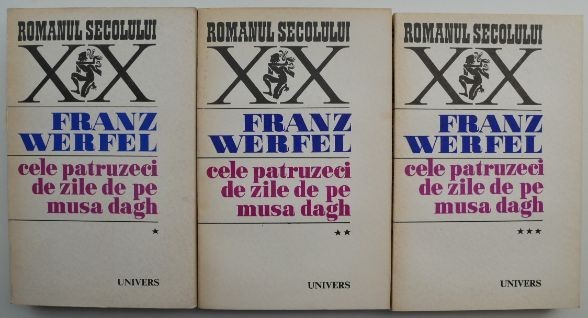 ROMANUL SECOLULUI
XX
FRANZ
WERFEL
cele patruzeci
de zile de pe
musa dagh
*
UNIVERS
ROMANUL SECOLULUI
XX
FRANZ
WERFEL
cele patruzeci
de zile de pe
musa dagh
**
UNIVERS
ROMANUL SECOLULUI
XX
FRANZ
WERFEL
cele patruzeci
de zile de pe
musa dagh
***
UNIVERS